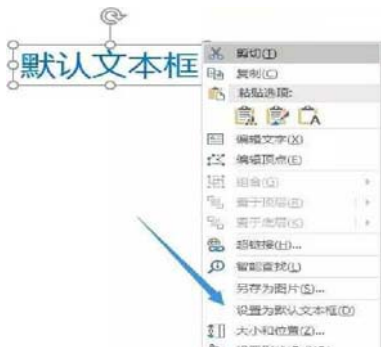 默认文本框
剪切(T)
复制(C)
粘贴选项:
编辑文字(X)
编辑顶点(E)
组合(G)
置于顶层(R)
置于底层(K)
超链接(H)...
智能查找(L)
另存为图片(S)...
设置为默认文本框(D)
大小和位置(Z)...